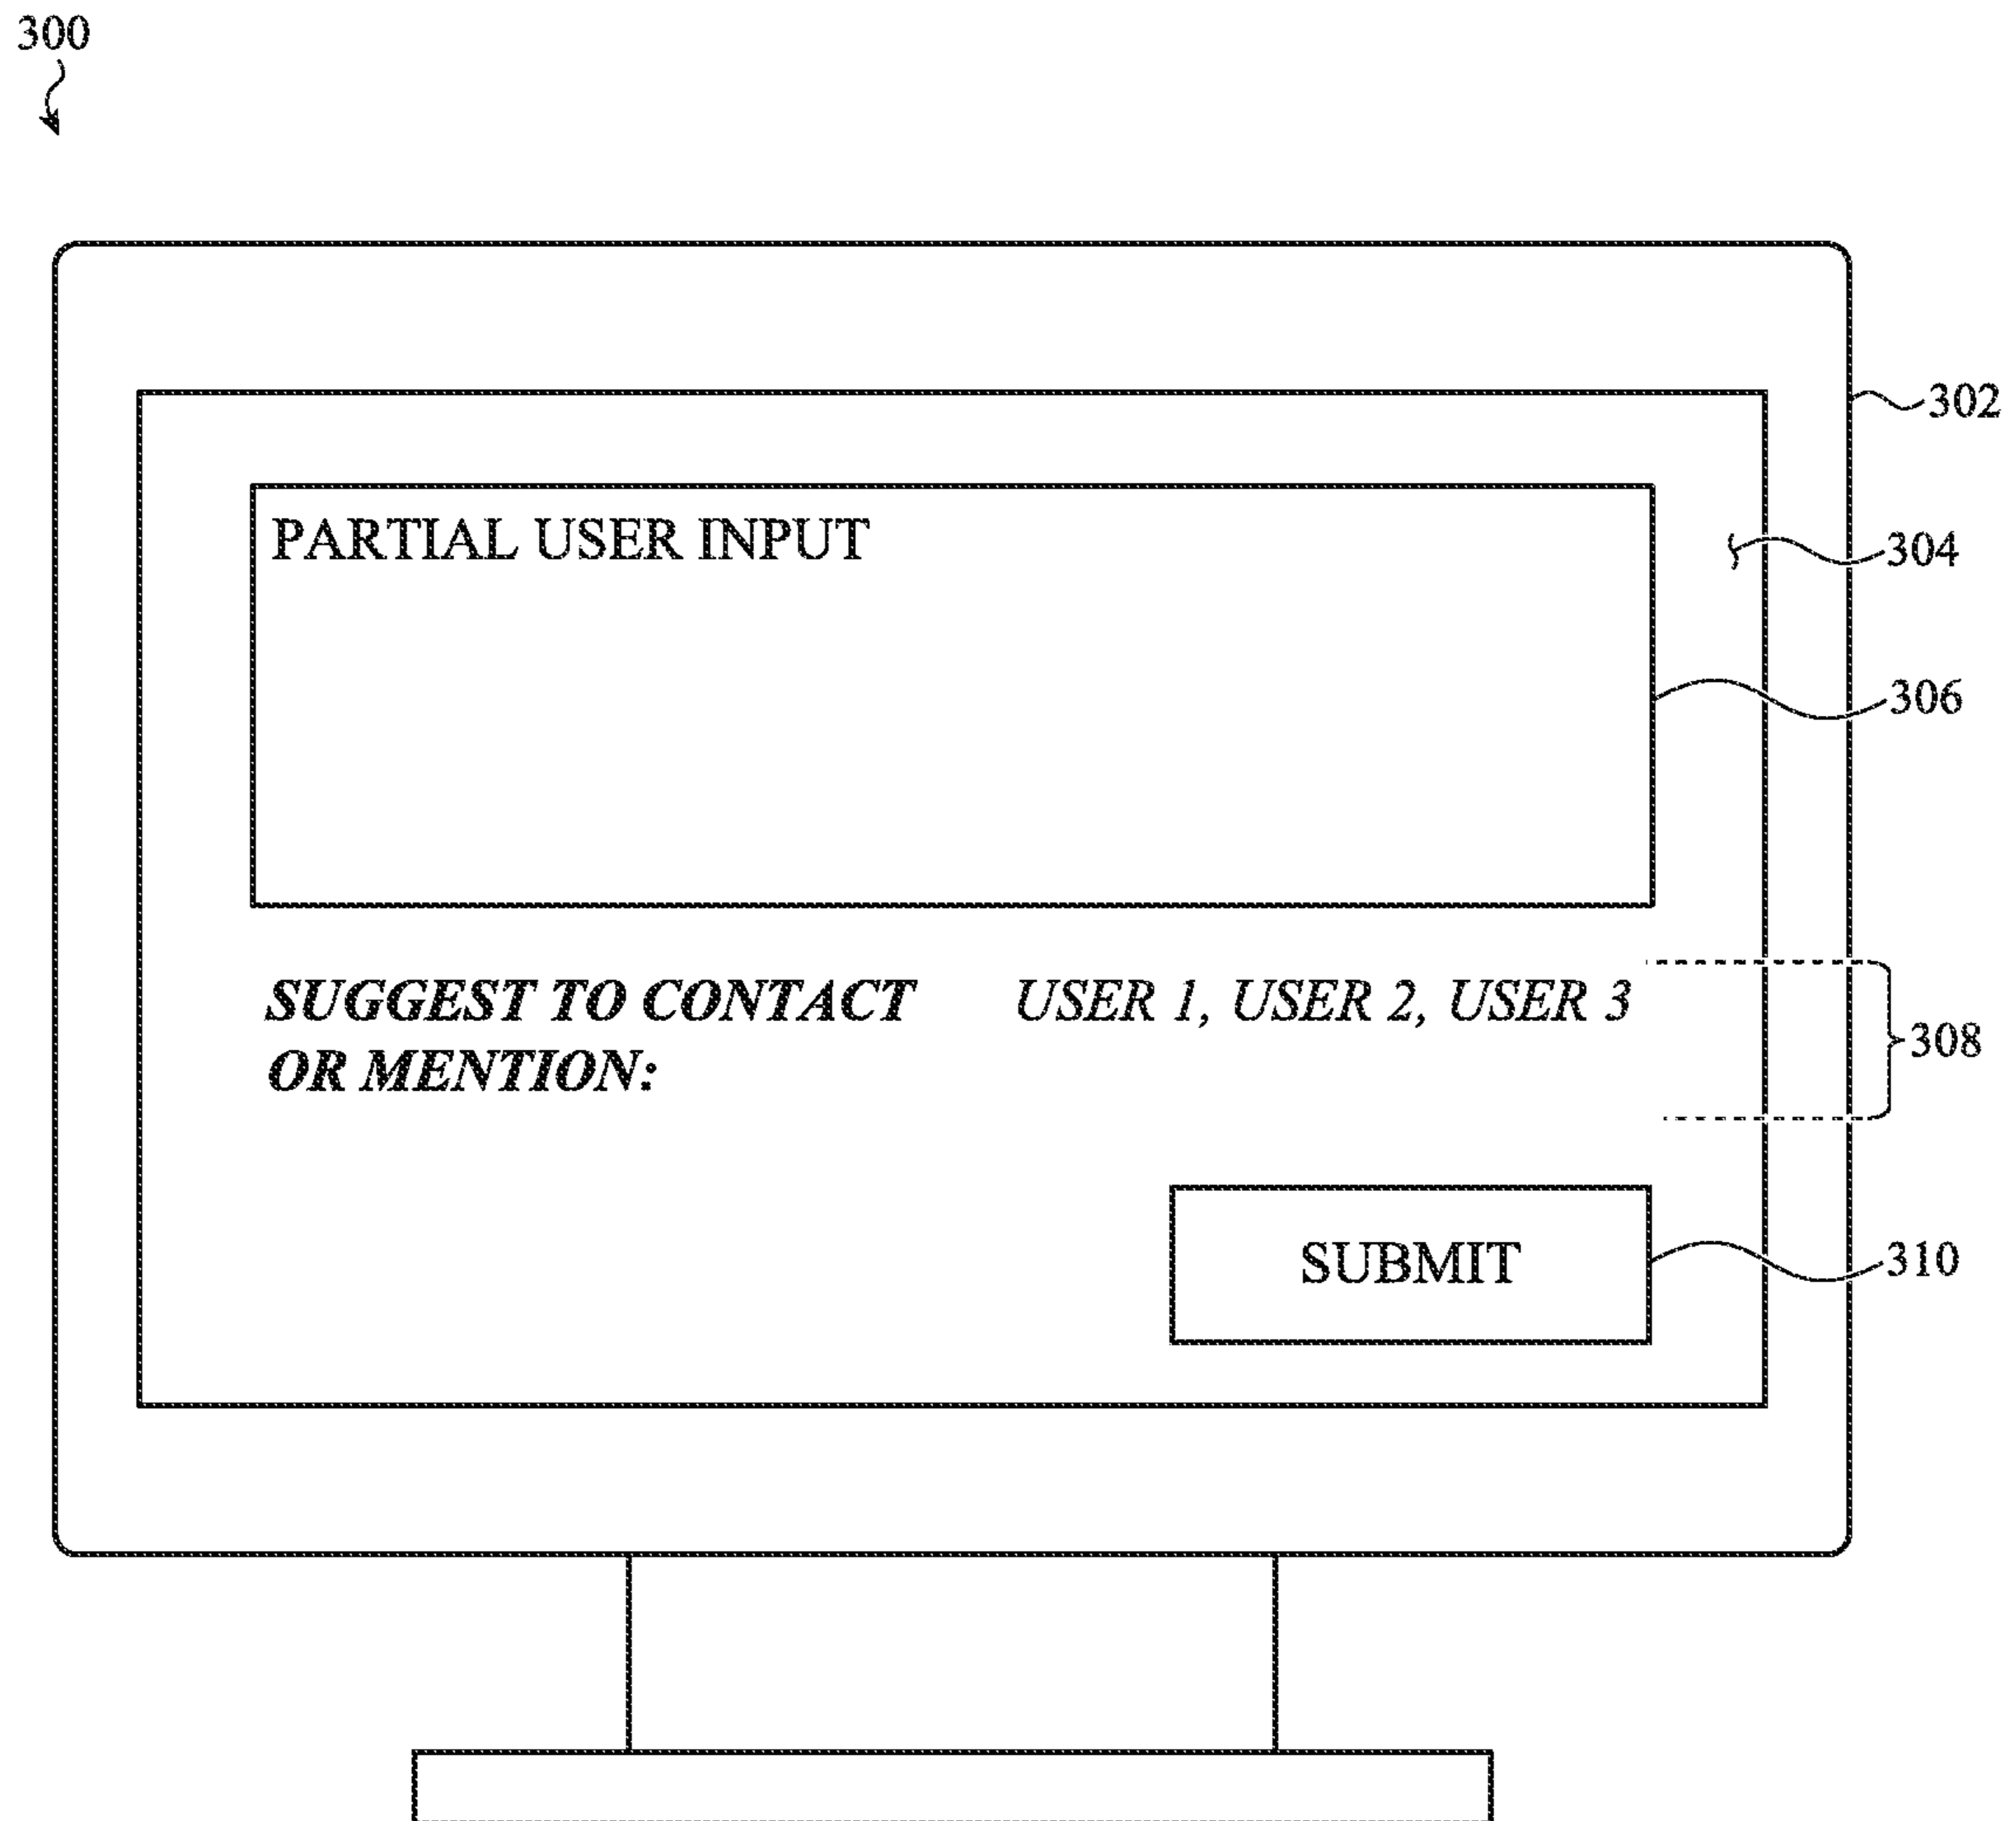 300
302
PARTIAL USER INPUT
304
306
SUGGEST TO CONTACT USER 1, USER 2, USER 3
OR MENTION:
308
SUBMIT
310